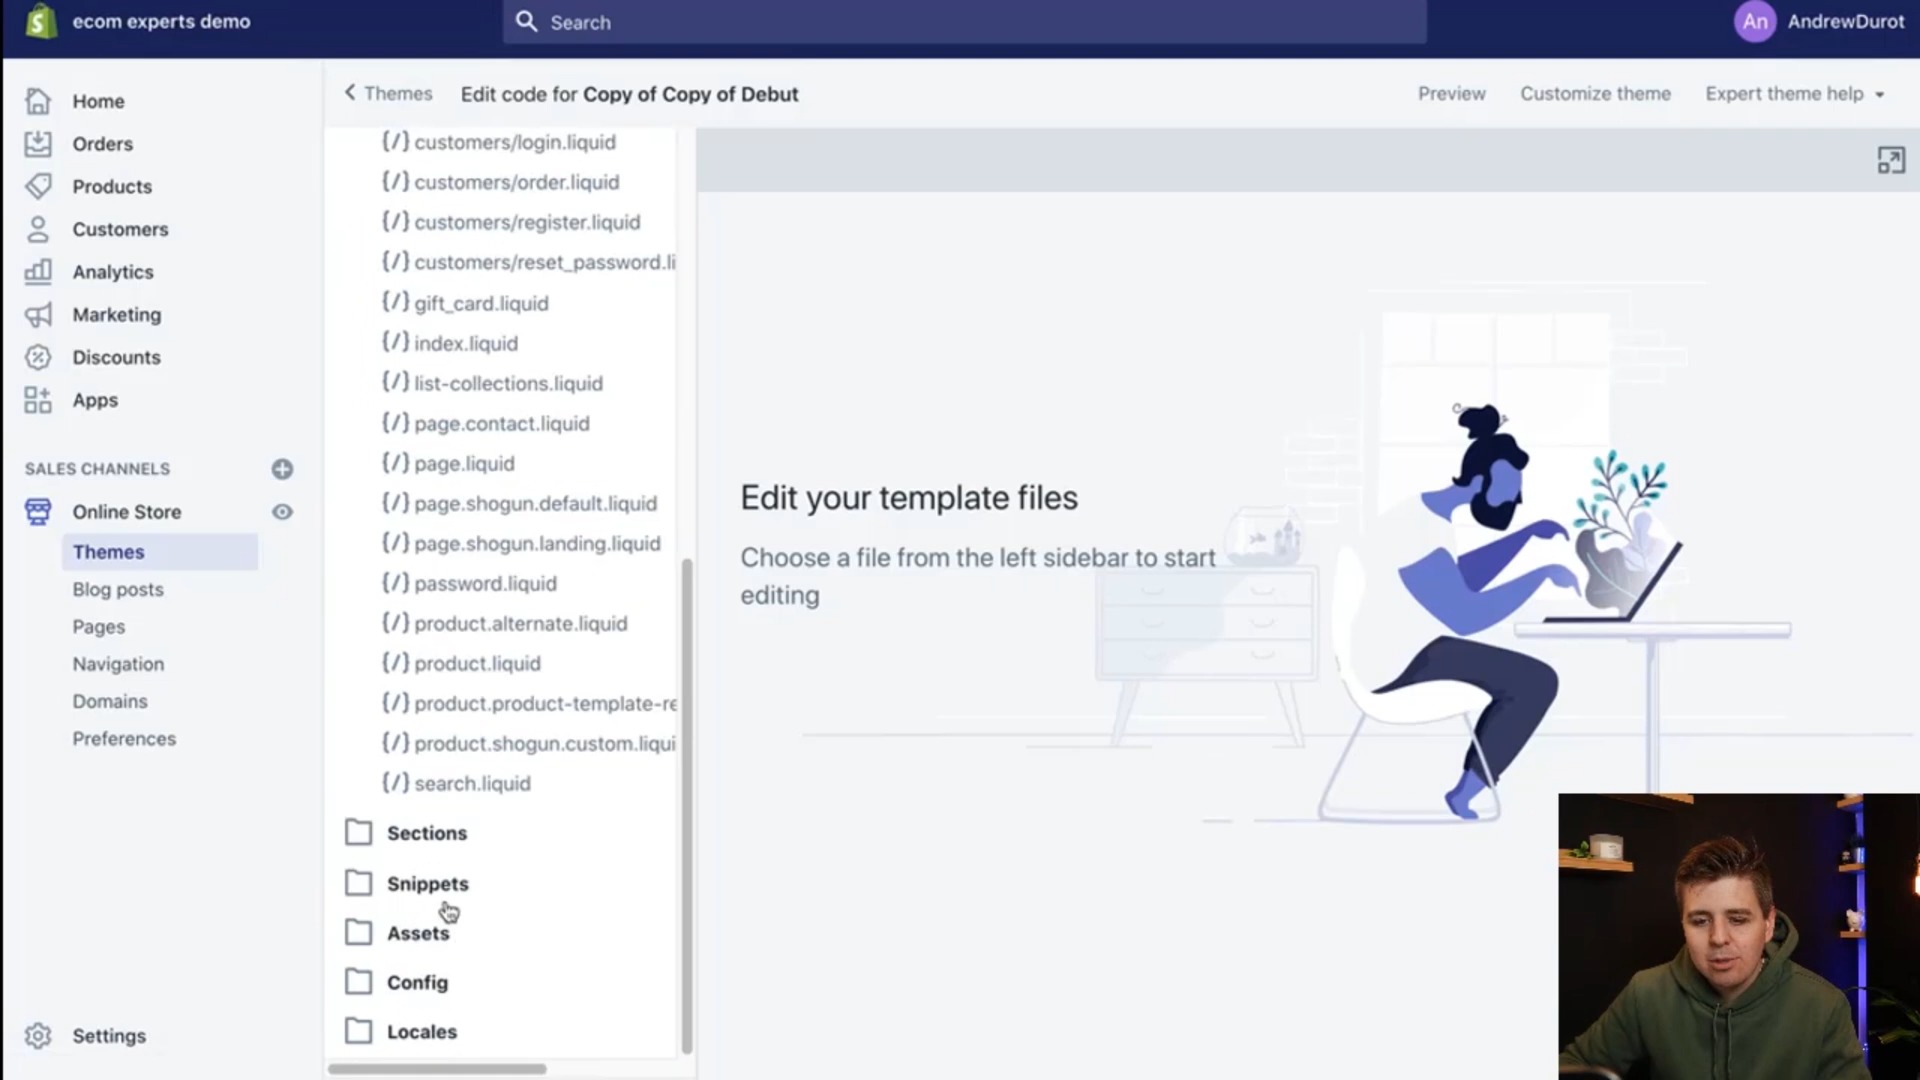 ecom experts demo
Search
An
AndrewDurot
Home
Orders
Products
Customers
Analytics
Marketing
Discounts
Apps
SALES CHANNELS
Online Store
Themes
Blog posts
Pages
Navigation
Domains
Preferences
Settings
Themes
Edit code for Copy of Copy of Debut
Preview
Customize theme
Expert theme help
{/} customers/login.liquid
{/} customers/order.liquid
{/} customers/register.liquid
{/} customers/reset_password.li
{/} gift_card.liquid
{/} index.liquid
{/} list-collections.liquid
{/} page.contact.liquid
{/} page.liquid
{/} page.shogun.default.liquid
{/} page.shogun.landing.liquid
{/} password.liquid
{/} product.alternate.liquid
{/} product.liquid
{/} product.product-template-re
{/} product.shogun.custom.liqui
{/} search.liquid
Sections
Snippets
Assets
Config
Locales
Edit your template files
Choose a file from the left sidebar to start
editing